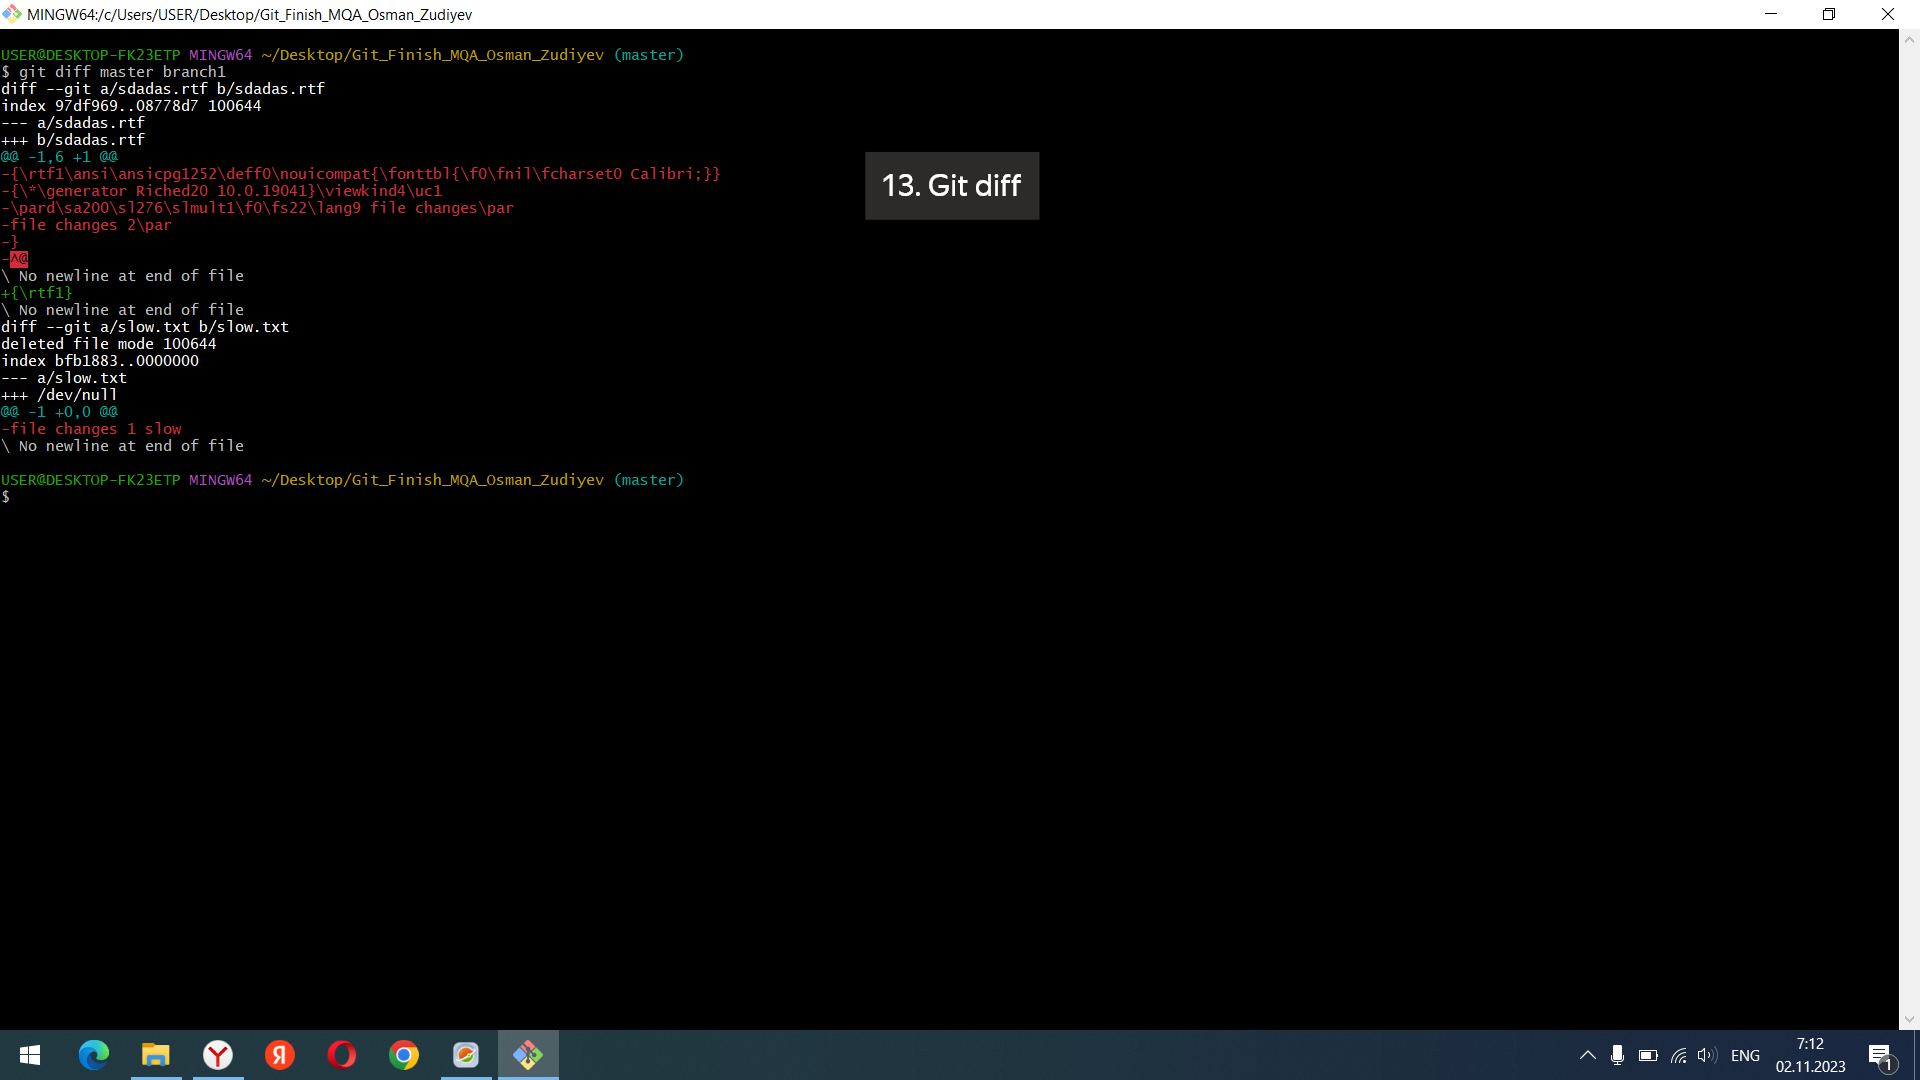 MINGW64:/c/Users/USER/Desktop/Git_Finish_MQA_Osman_Zudiyev
USER@DESKTOP-FK23ETP MINGW64 ~/Desktop/Git_Finish_MQA_Osman_Zudiyev (master)
$ git diff master branch1
diff --git a/sdadas.rtf b/sdadas.rtf
index 97df969..08778d7 100644
--- a/sdadas.rtf
+++ b/sdadas.rtf
@@ -1,6 +1 @@
-{\rtf1\ansi\ansicpg1252\deff0\nouicompat{\fonttbl{\f0\fnil\fcharset0 Calibri;}}
-{\*\generator Riched20 10.0.19041}\viewkind4\uc1
-\pard\sa200\sl276\slmult1\f0\fs22\lang9 file changes\par
-file changes 2\par
-}
-^@
\ No newline at end of file
+{\rtf1}
\ No newline at end of file
diff --git a/slow.txt b/slow.txt
deleted file mode 100644
index bfb1883..0000000
--- a/slow.txt
+++ /dev/null
@@ -1 +0,0 @@
-file changes 1 slow
\ No newline at end of file
USER@DESKTOP-FK23ETP MINGW64 ~/Desktop/Git_Finish_MQA_Osman_Zudiyev (master)
$
13. Git diff
ENG
7:12
02.11.2023
1